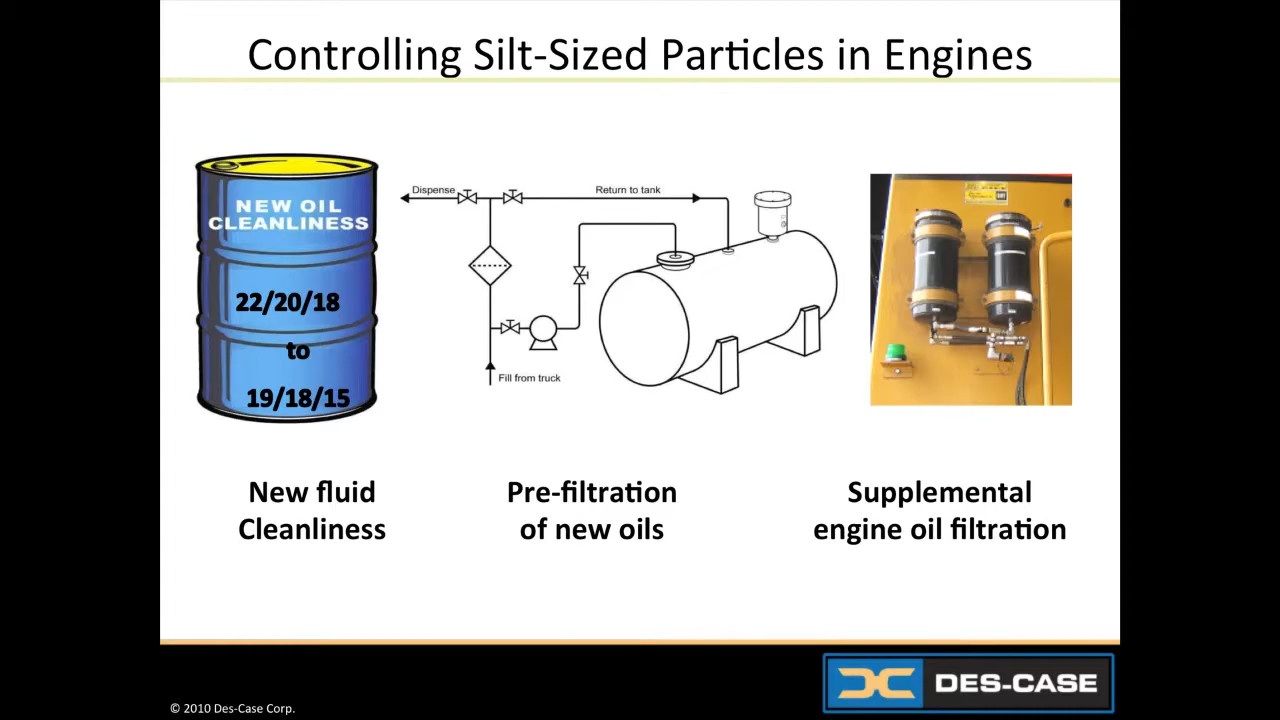 Controlling Silt-Sized Particles in Engines
NEW OIL
CLEANLINESS
22/20/18
to
19/18/15
Dispense
Return to tank
Fill from truck
New fluid
Cleanliness
Pre-filtration
of new oils
Supplemental
engine oil filtration
© 2010 Des-Case Corp.
DES-CASE